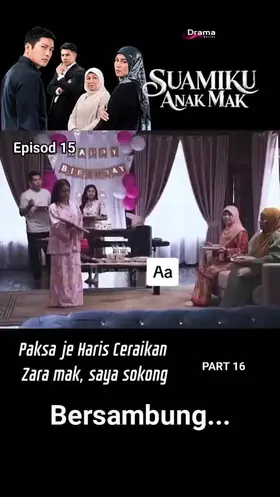 Drama
SUAMIKU
ANAK MAK
Episod 15
HAPPY
BIRTHDAY
Aa
Paksa je Haris Ceraikan
Zara mak, saya sokong
PART 16
Bersambung...